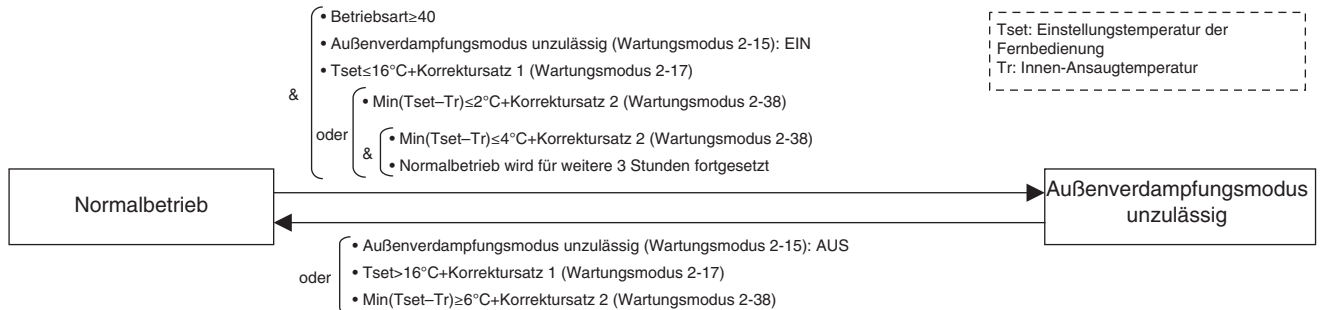 • Betriebsart≥40
• Außenverdampfungsmodus unzulässig (Wartungsmodus 2-15): EIN
• Tset≤16°C+Korrektursatz 1 (Wartungsmodus 2-17)
&
• Min(Tset–Tr)≤2°C+Korrektursatz 2 (Wartungsmodus 2-38)
oder
• Min(Tset–Tr)≤4°C+Korrektursatz 2 (Wartungsmodus 2-38)
&
• Normalbetrieb wird für weitere 3 Stunden fortgesetzt
Tset: Einstellungstemperatur der
Fernbedienung
Tr: Innen-Ansaugtemperatur
Normalbetrieb
Außenverdampfungsmodus
unzulässig
• Außenverdampfungsmodus unzulässig (Wartungsmodus 2-15): AUS
oder
• Tset>16°C+Korrektursatz 1 (Wartungsmodus 2-17)
• Min(Tset–Tr)≥6°C+Korrektursatz 2 (Wartungsmodus 2-38)